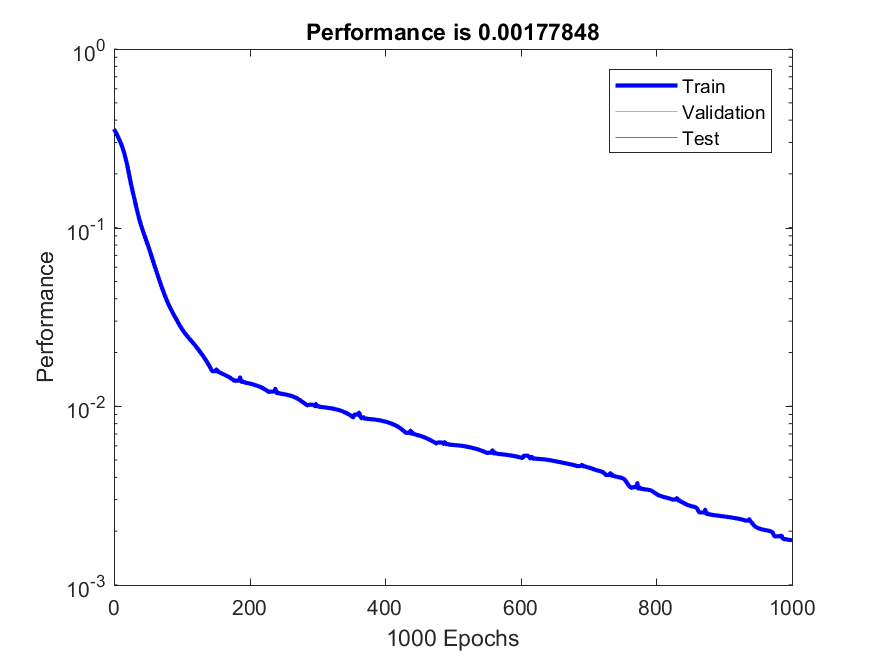 Performance is 0.00177848
Train
Validation
Test
10^0
10^-1
10^-2
10^-3
Performance
0 200 400 600 800 1000
1000 Epochs